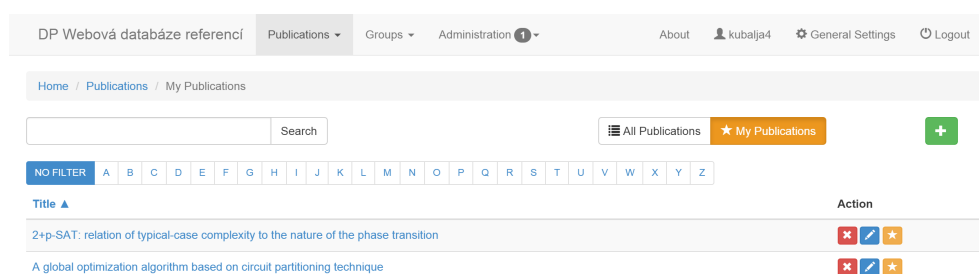 DP Webová databáze referencí Publications Groups Administration 1 About kubalja4 General Settings Logout
Home / Publications / My Publications
Search All Publications My Publications
NO FILTER A B C D E F G H I J K L M N O P Q R S T U V W X Y Z
Title ▲ Action
2+p-SAT: relation of typical-case complexity to the nature of the phase transition
A global optimization algorithm based on circuit partitioning technique